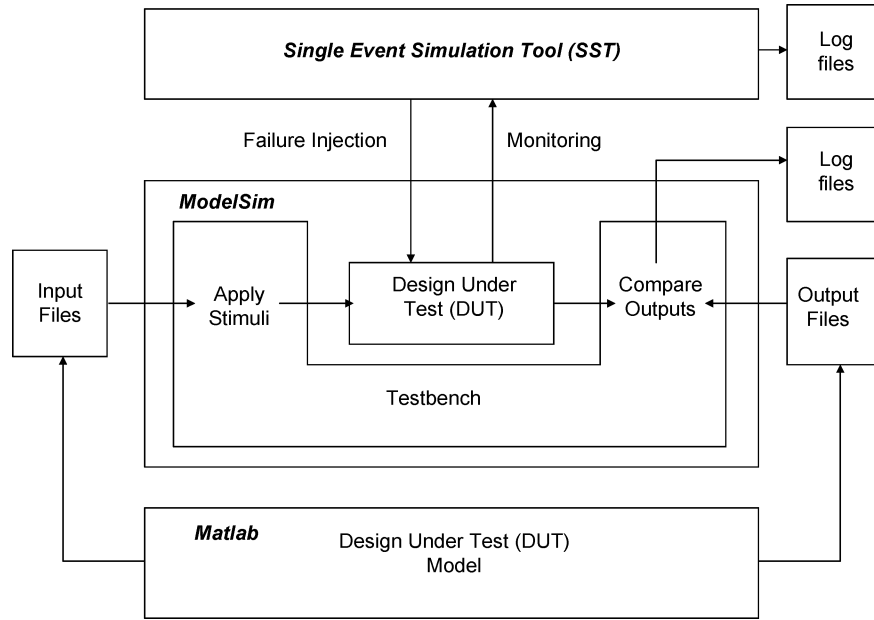 Single Event Simulation Tool (SST)
Log
files
Failure Injection
Monitoring
Log
files
ModelSim
Input
Files
Apply
Stimuli
Design Under
Test (DUT)
Compare
Outputs
Output
Files
Testbench
Matlab
Design Under Test (DUT)
Model